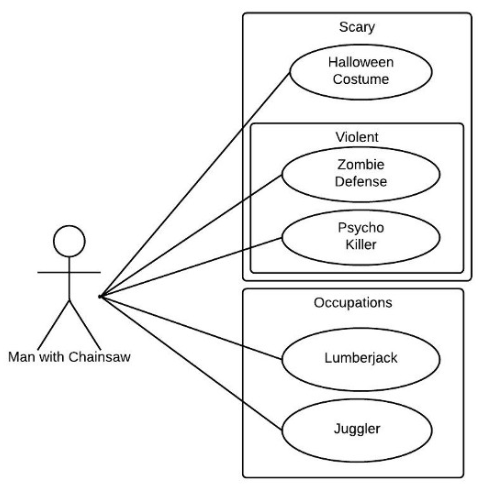 Scary
Halloween
Costume
Violent
Zombie
Defense
Psycho
Killer
Man with Chainsaw
Occupations
Lumberjack
Juggler